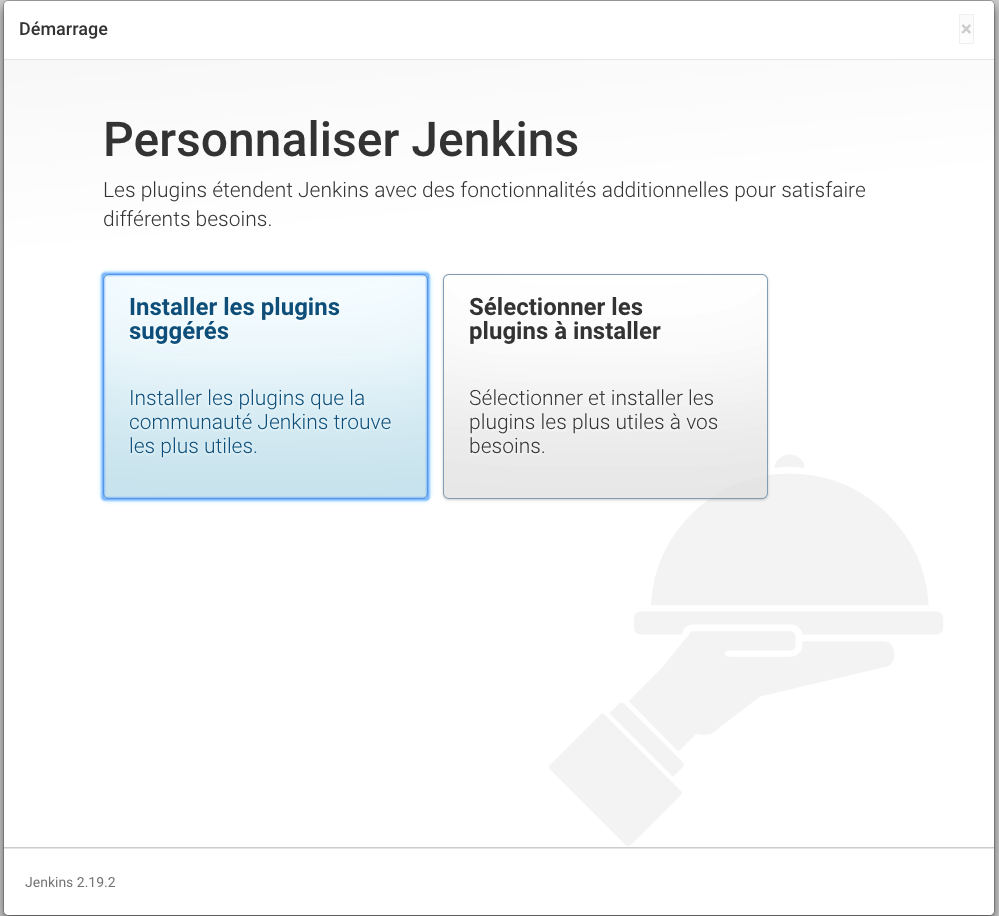 Démarrage
×
Personnaliser Jenkins
Les plugins étendent Jenkins avec des fonctionnalités additionnelles pour satisfaire
différents besoins.
Installer les plugins
suggérés
Installer les plugins que la
communauté Jenkins trouve
les plus utiles.
Sélectionner les
plugins à installer
Sélectionner et installer les
plugins les plus utiles à vos
besoins.
Jenkins 2.19.2